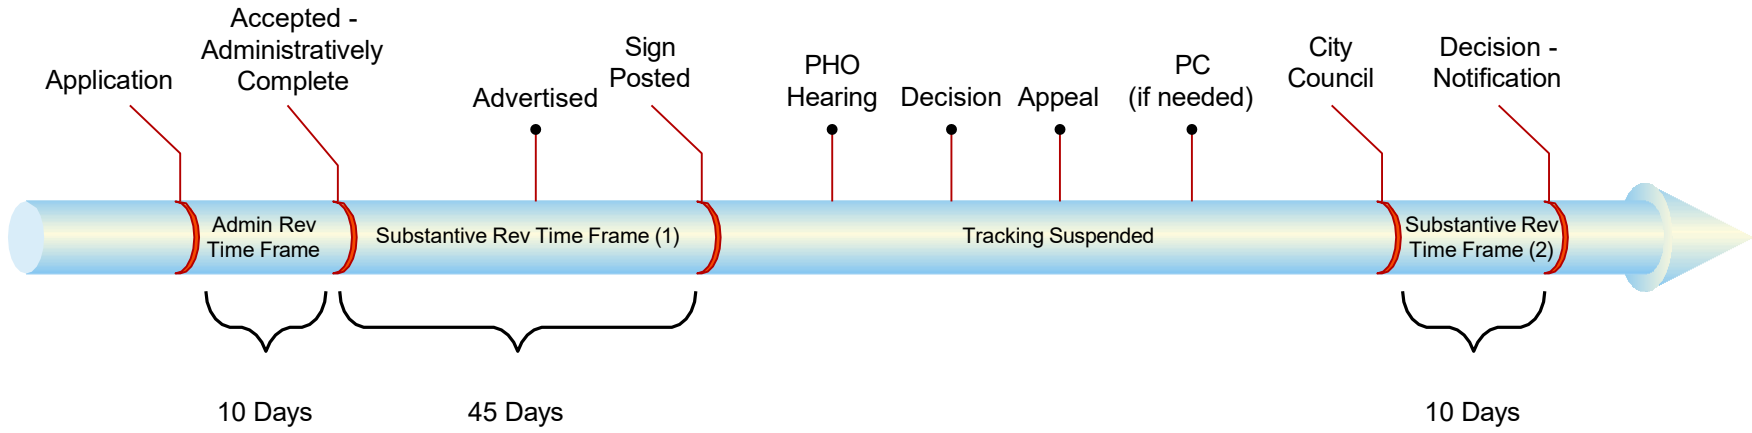 Application
Accepted -
Administratively
Complete
Advertised
Sign
Posted
PHO
Hearing
Decision
Appeal
PC
(if needed)
City
Council
Decision -
Notification
Admin Rev
Time Frame
Substantive Rev Time Frame (1)
Tracking Suspended
Substantive Rev
Time Frame (2)
10 Days
45 Days
10 Days